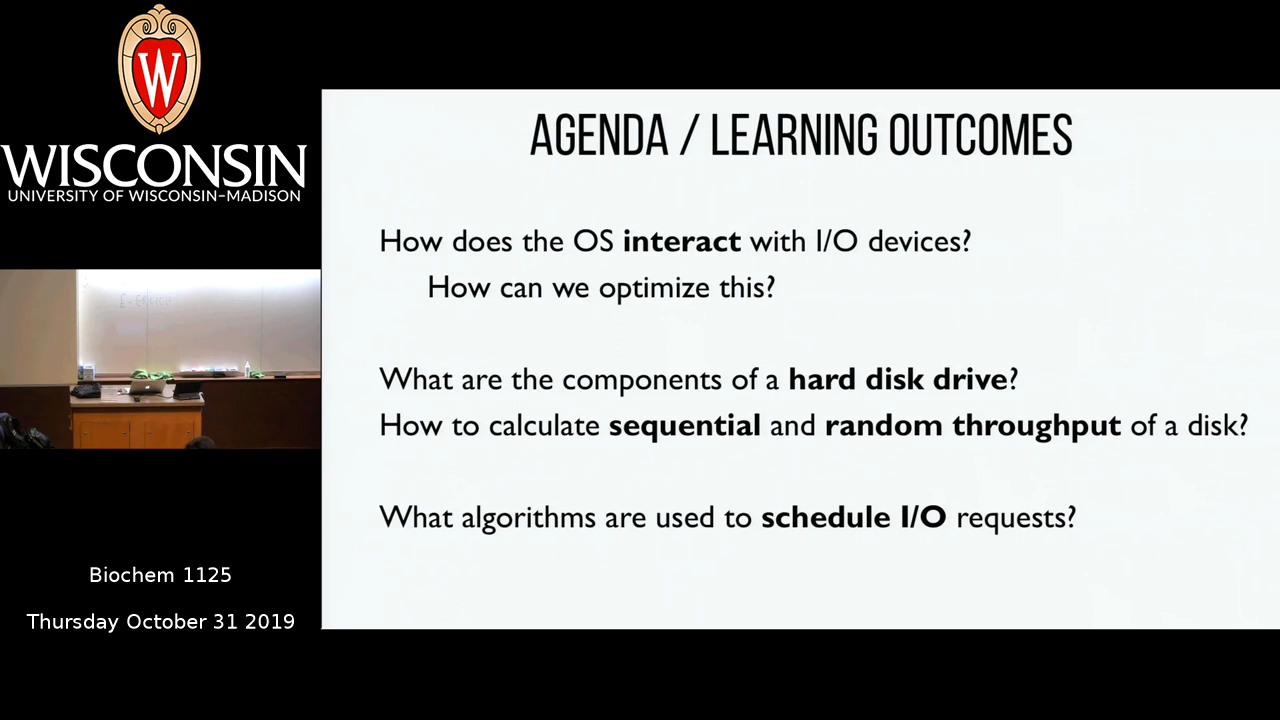 W
WISCONSIN
UNIVERSITY OF WISCONSIN-MADISON
Biochem 1125
Thursday October 31 2019
AGENDA / LEARNING OUTCOMES
How does the OS interact with I/O devices?
How can we optimize this?
What are the components of a hard disk drive?
How to calculate sequential and random throughput of a disk?
What algorithms are used to schedule I/O requests?